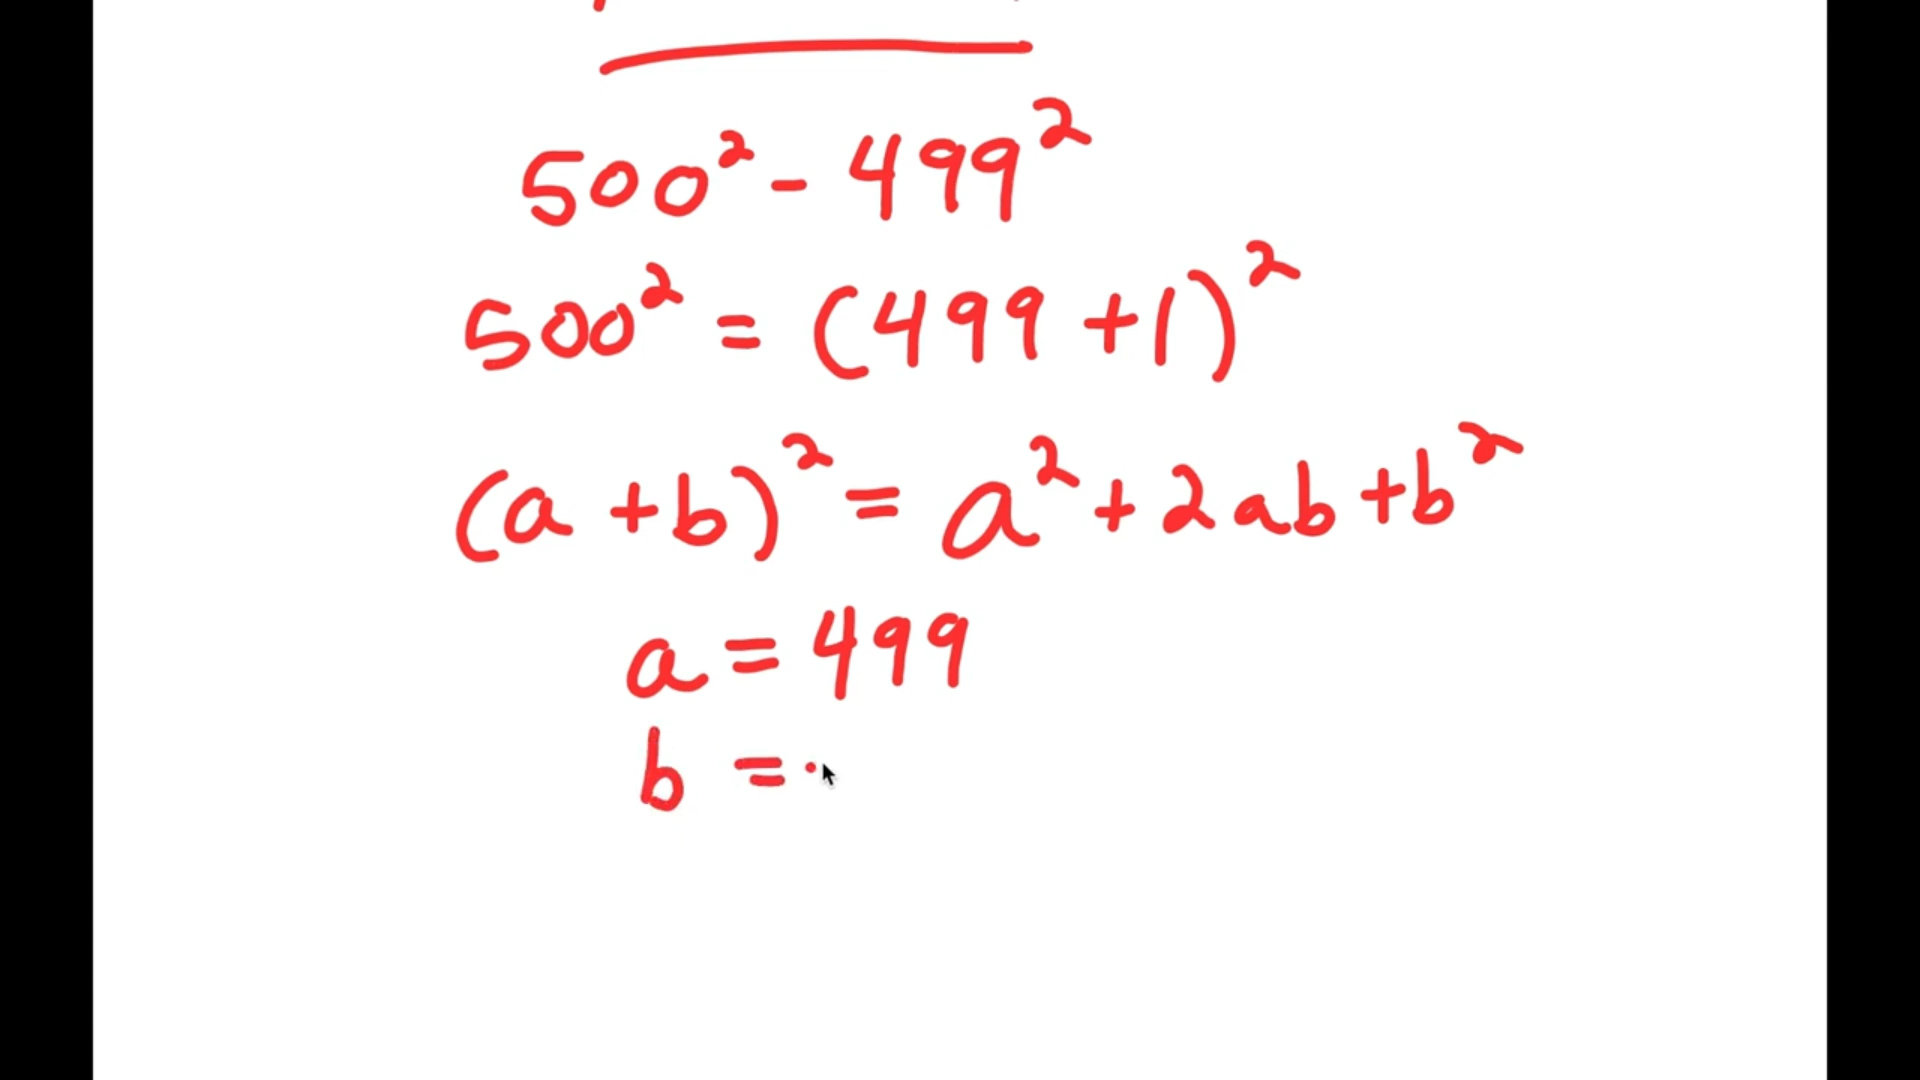 500² - 499²
500² = (499 + 1)²
(a + b)² = a² + 2ab + b²
a = 499
b =